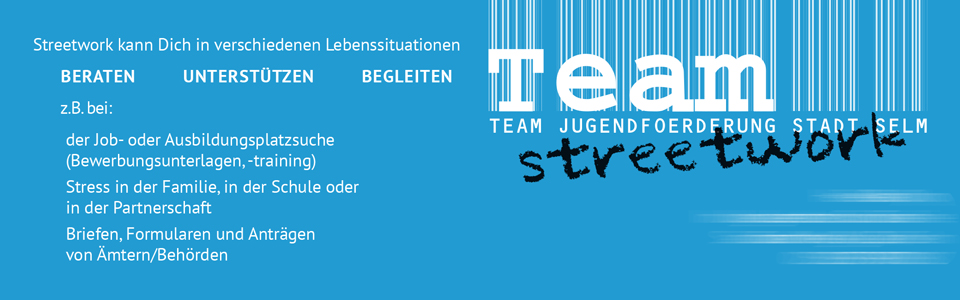 Streetwork kann Dich in verschiedenen Lebenssituationen
BERATEN UNTERSTÜTZEN BEGLEITEN
z.B. bei:
der Job- oder Ausbildungsplatzsuche
(Bewerbungsunterlagen, -training)
Stress in der Familie, in der Schule oder
in der Partnerschaft
Briefen, Formularen und Anträgen
von Ämtern/Behörden
Team
TEAM JUGENDFOERDERUNG STADT SELM
streetwork